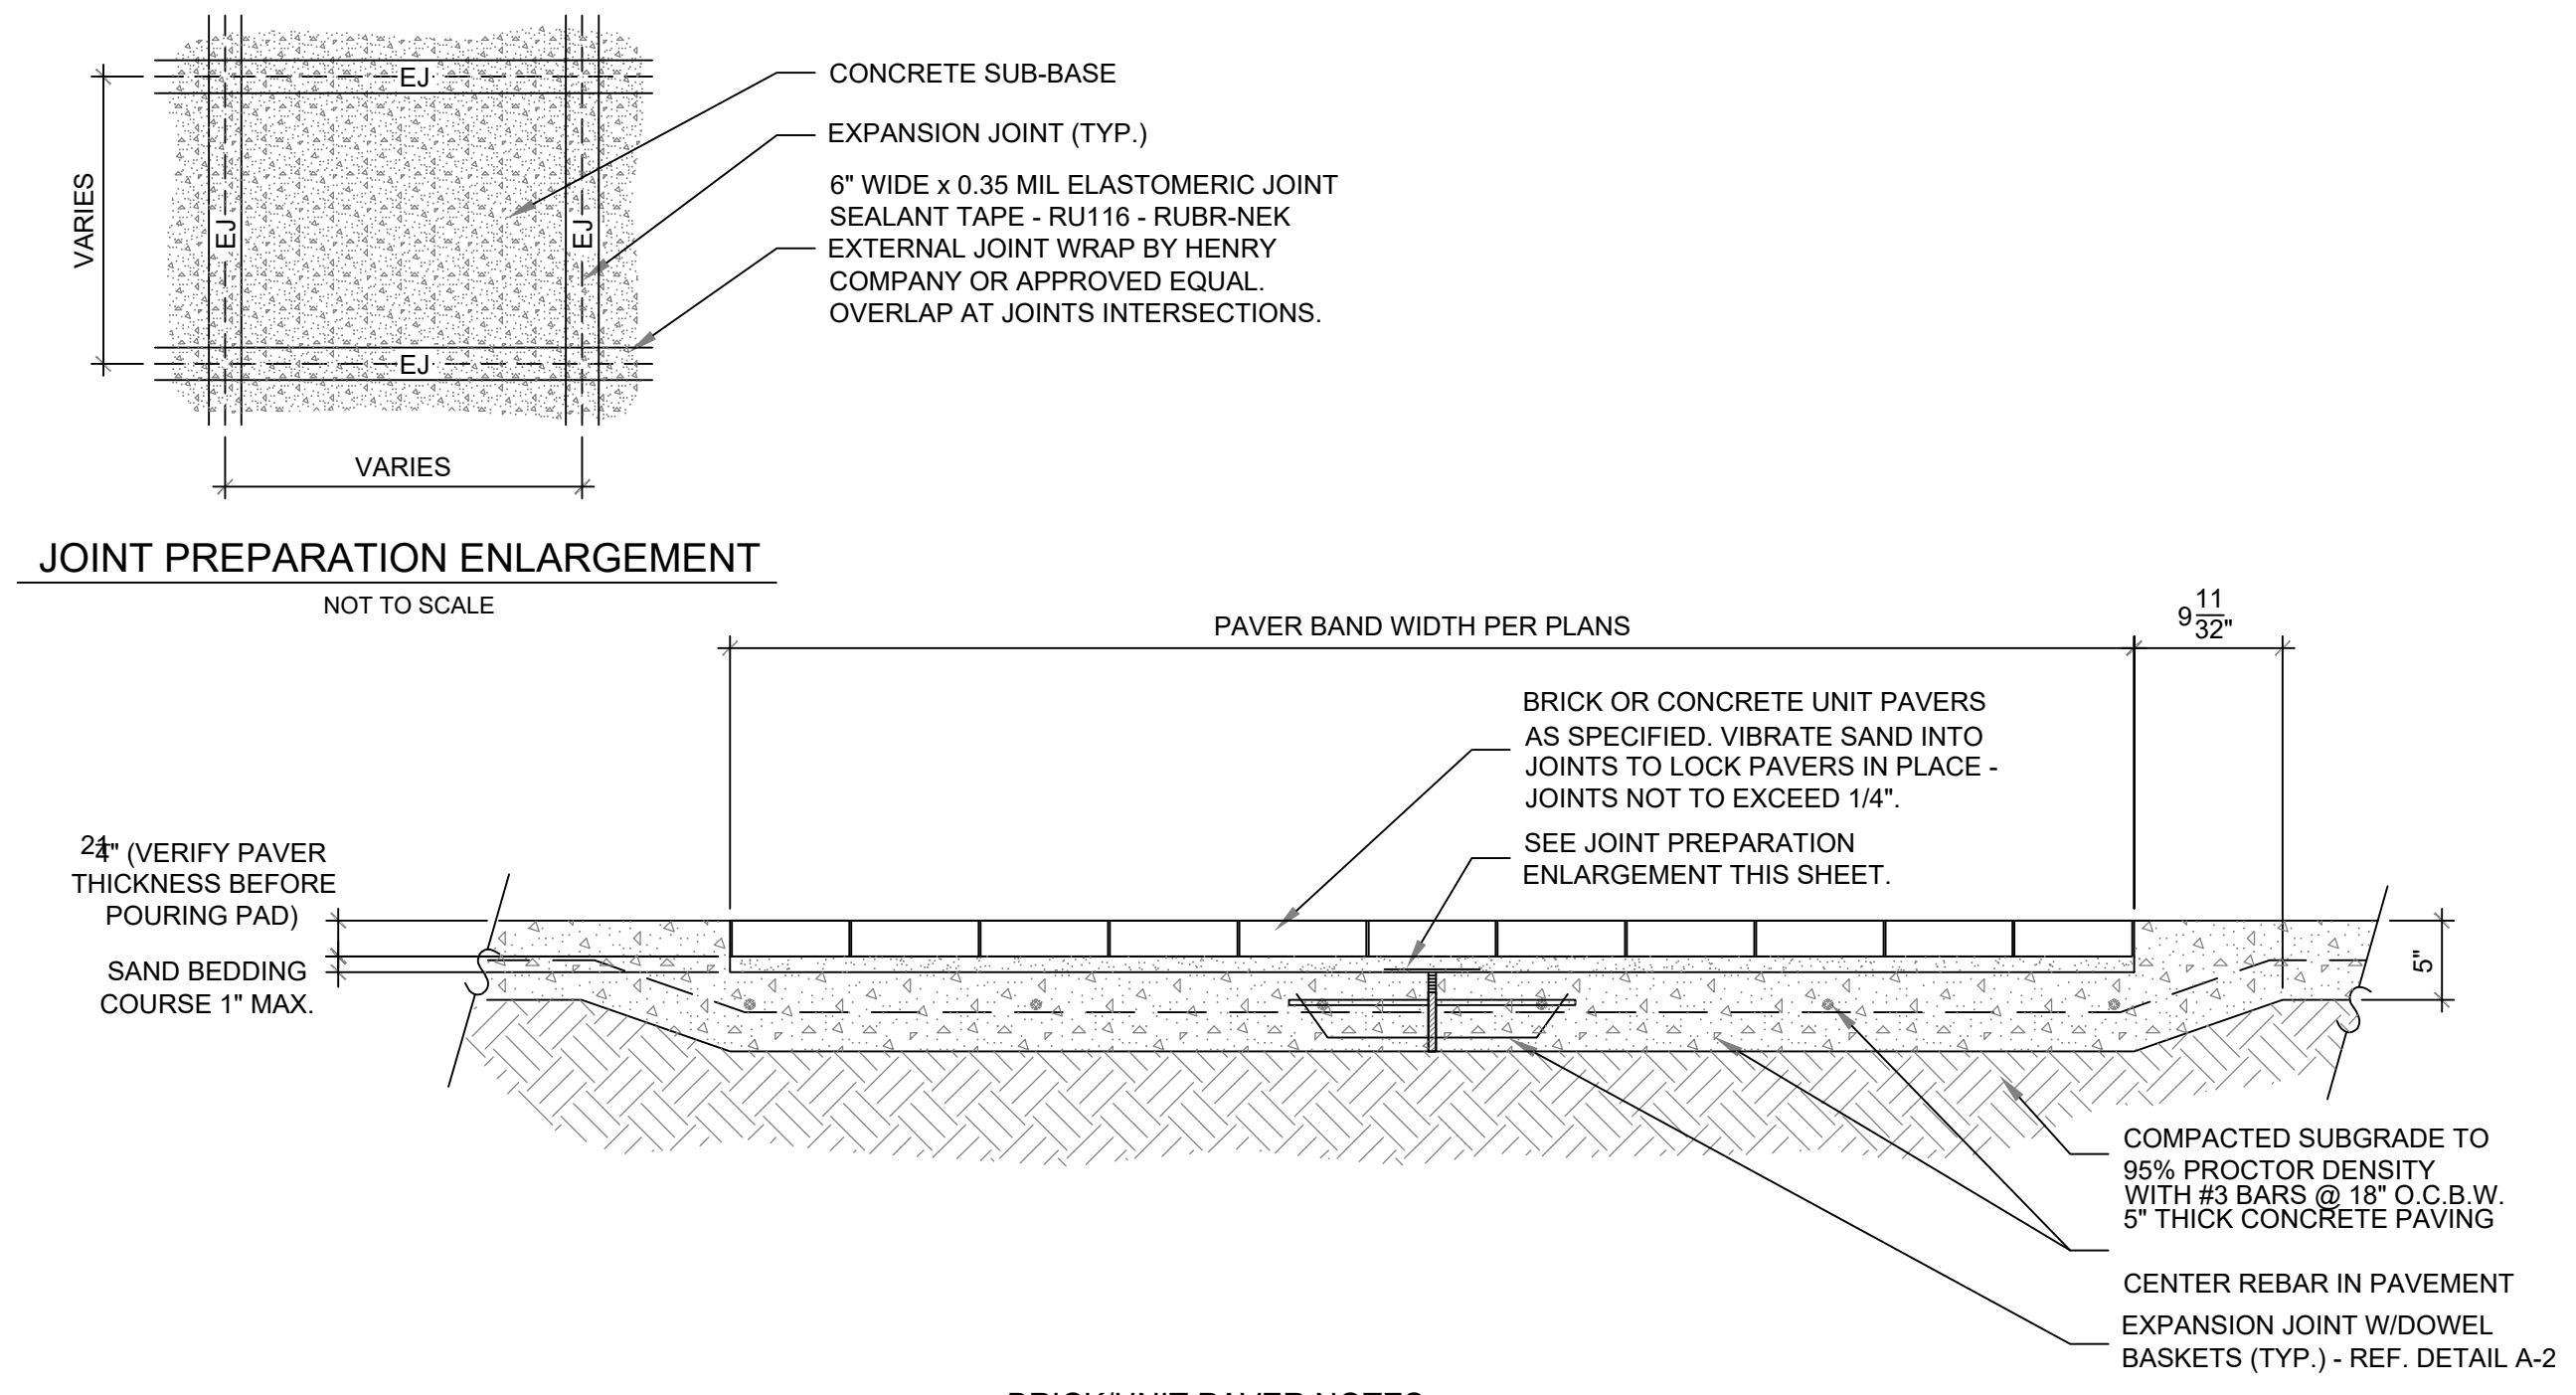 EJ
CONCRETE SUB-BASE
EXPANSION JOINT (TYP.)
6" WIDE x 0.35 MIL ELASTOMERIC JOINT
SEALANT TAPE - RU116 - RUBR-NEK
EXTERNAL JOINT WRAP BY HENRY
COMPANY OR APPROVED EQUAL.
OVERLAP AT JOINTS INTERSECTIONS.
VARIES
EJ
EJ
EJ
VARIES
JOINT PREPARATION ENLARGEMENT
NOT TO SCALE
PAVER BAND WIDTH PER PLANS
9 11/32"
BRICK OR CONCRETE UNIT PAVERS
AS SPECIFIED. VIBRATE SAND INTO
JOINTS TO LOCK PAVERS IN PLACE -
JOINTS NOT TO EXCEED 1/4".
SEE JOINT PREPARATION
ENLARGEMENT THIS SHEET.
(VERIFY PAVER
THICKNESS BEFORE
POURING PAD)
SAND BEDDING
COURSE 1" MAX.
5"
COMPACTED SUBGRADE TO
95% PROCTOR DENSITY
WITH #3 BARS @ 18" O.C.B.W.
5" THICK CONCRETE PAVING
CENTER REBAR IN PAVEMENT
EXPANSION JOINT W/DOWEL
BASKETS (TYP.) - REF. DETAIL A-2
BRICK/UNIT PAVER NOTES